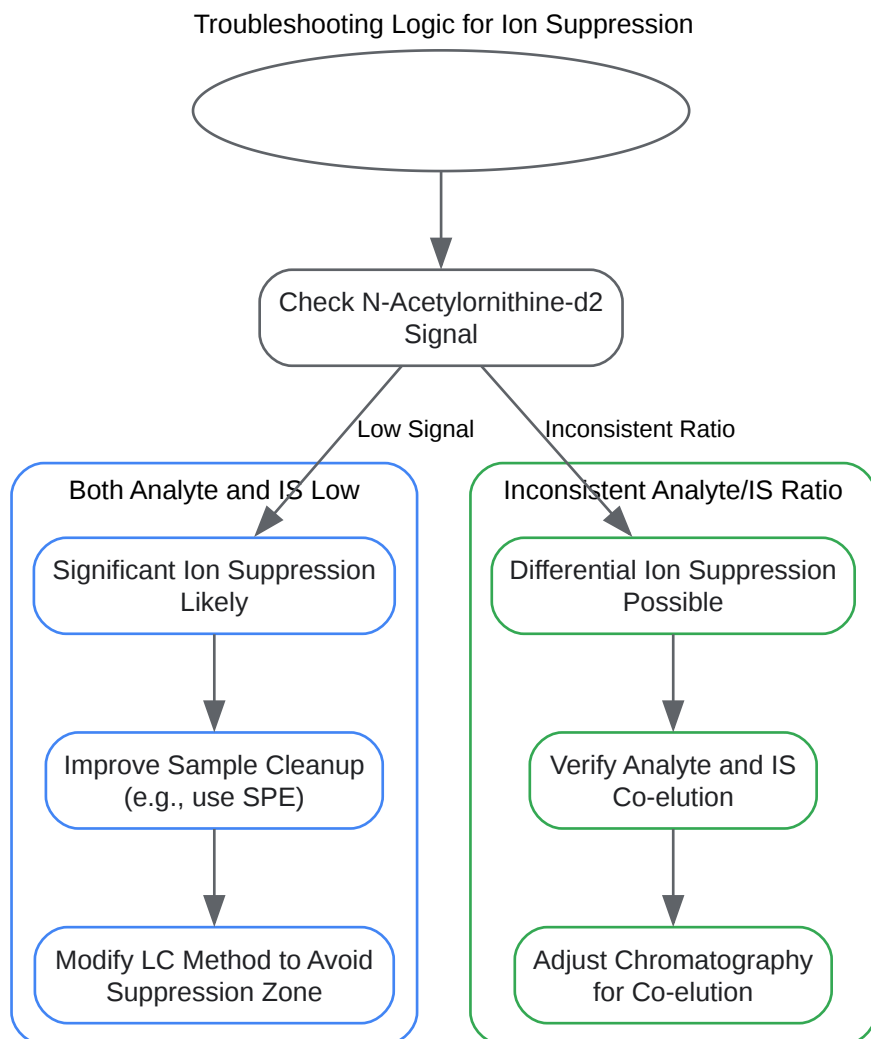 Troubleshooting Logic for Ion Suppression
Check N-Acetylornithine-d2
Signal
Low Signal
Inconsistent Ratio
Both Analyte and IS Low
Significant Ion Suppression
Likely
Improve Sample Cleanup
(e.g., use SPE)
Modify LC Method to Avoid
Suppression Zone
Inconsistent Analyte/IS Ratio
Differential Ion Suppression
Possible
Verify Analyte and IS
Co-elution
Adjust Chromatography
for Co-elution